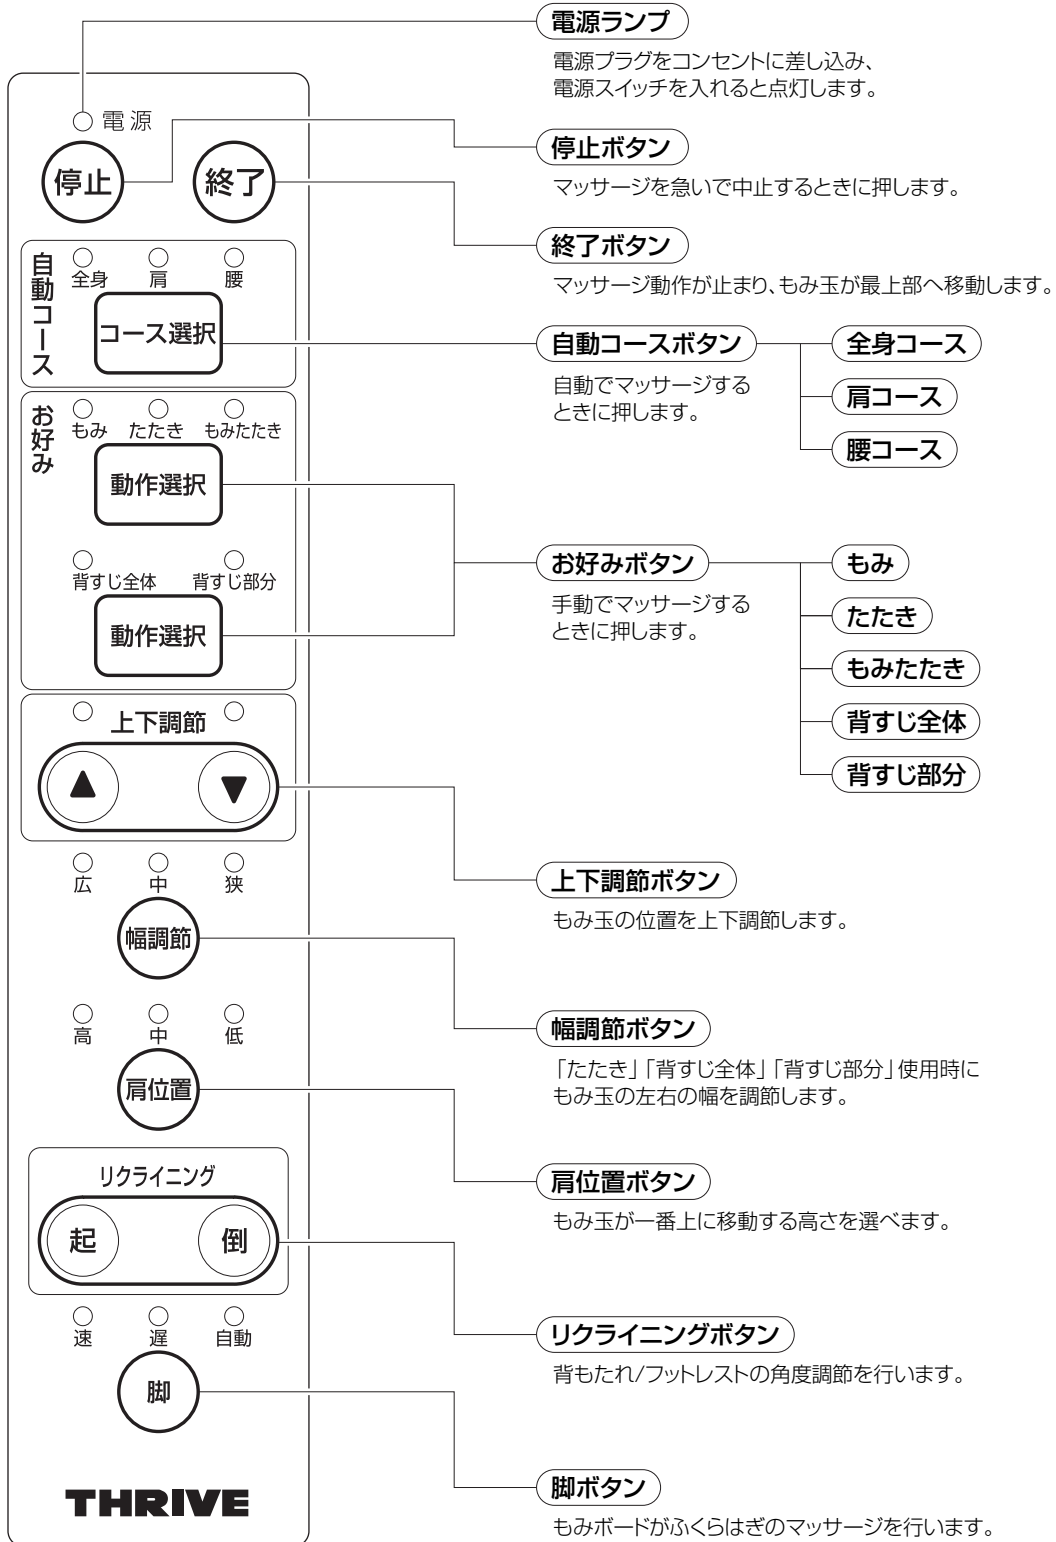 電源ランプ
電源プラグをコンセントに差し込み、
電源スイッチを入れると点灯します。
電源
停止
終了
停止ボタン
マッサージを急いで中止するときに押します。
終了ボタン
マッサージ動作が止まり、もみ玉が最上部へ移動します。
自動コース
全身 肩 腰
コース選択
自動コースボタン
自動でマッサージする
ときに押します。
全身コース
肩コース
腰コース
お好み
もみ たたき もみたたき
動作選択
背すじ全体 背すじ部分
動作選択
お好みボタン
手動でマッサージする
ときに押します。
もみ
たたき
もみたたき
背すじ全体
背すじ部分
上下調節
▲ ▼
上下調節ボタン
もみ玉の位置を上下調節します。
広 中 狭
幅調節
幅調節ボタン
「たたき」「背すじ全体」「背すじ部分」使用時に
もみ玉の左右の幅を調節します。
高 中 低
肩位置
肩位置ボタン
もみ玉が一番上に移動する高さを選べます。
リクライニング
起 倒
リクライニングボタン
背もたれ/フットレストの角度調節を行います。
速 遅 自動
脚
脚ボタン
もみボードがふくらはぎのマッサージを行います。
THRIVE